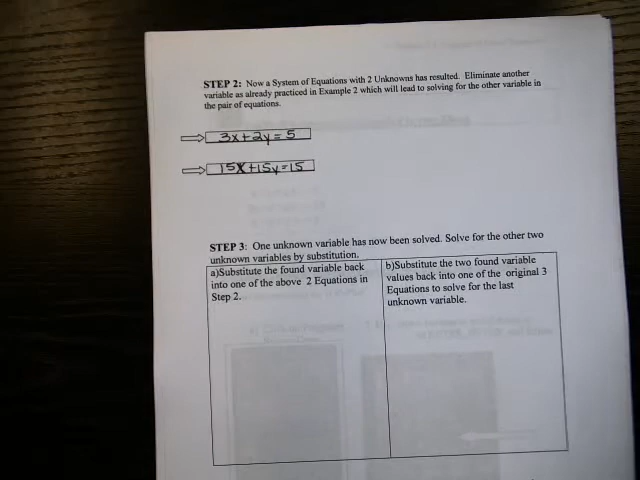 STEP 2: Now a System of Equations with 2 Unknowns has resulted. Eliminate another
variable as already practiced in Example 2 which will lead to solving for the other variable in
the pair of equations.
3x+2y=5
15x+15y=15
STEP 3: One unknown variable has now been solved. Solve for the other two
unknown variables by substitution.
a)Substitute the found variable back
into one of the above 2 Equations in
Step 2.
b)Substitute the two found variable
values back into one of the original 3
Equations to solve for the last
unknown variable.